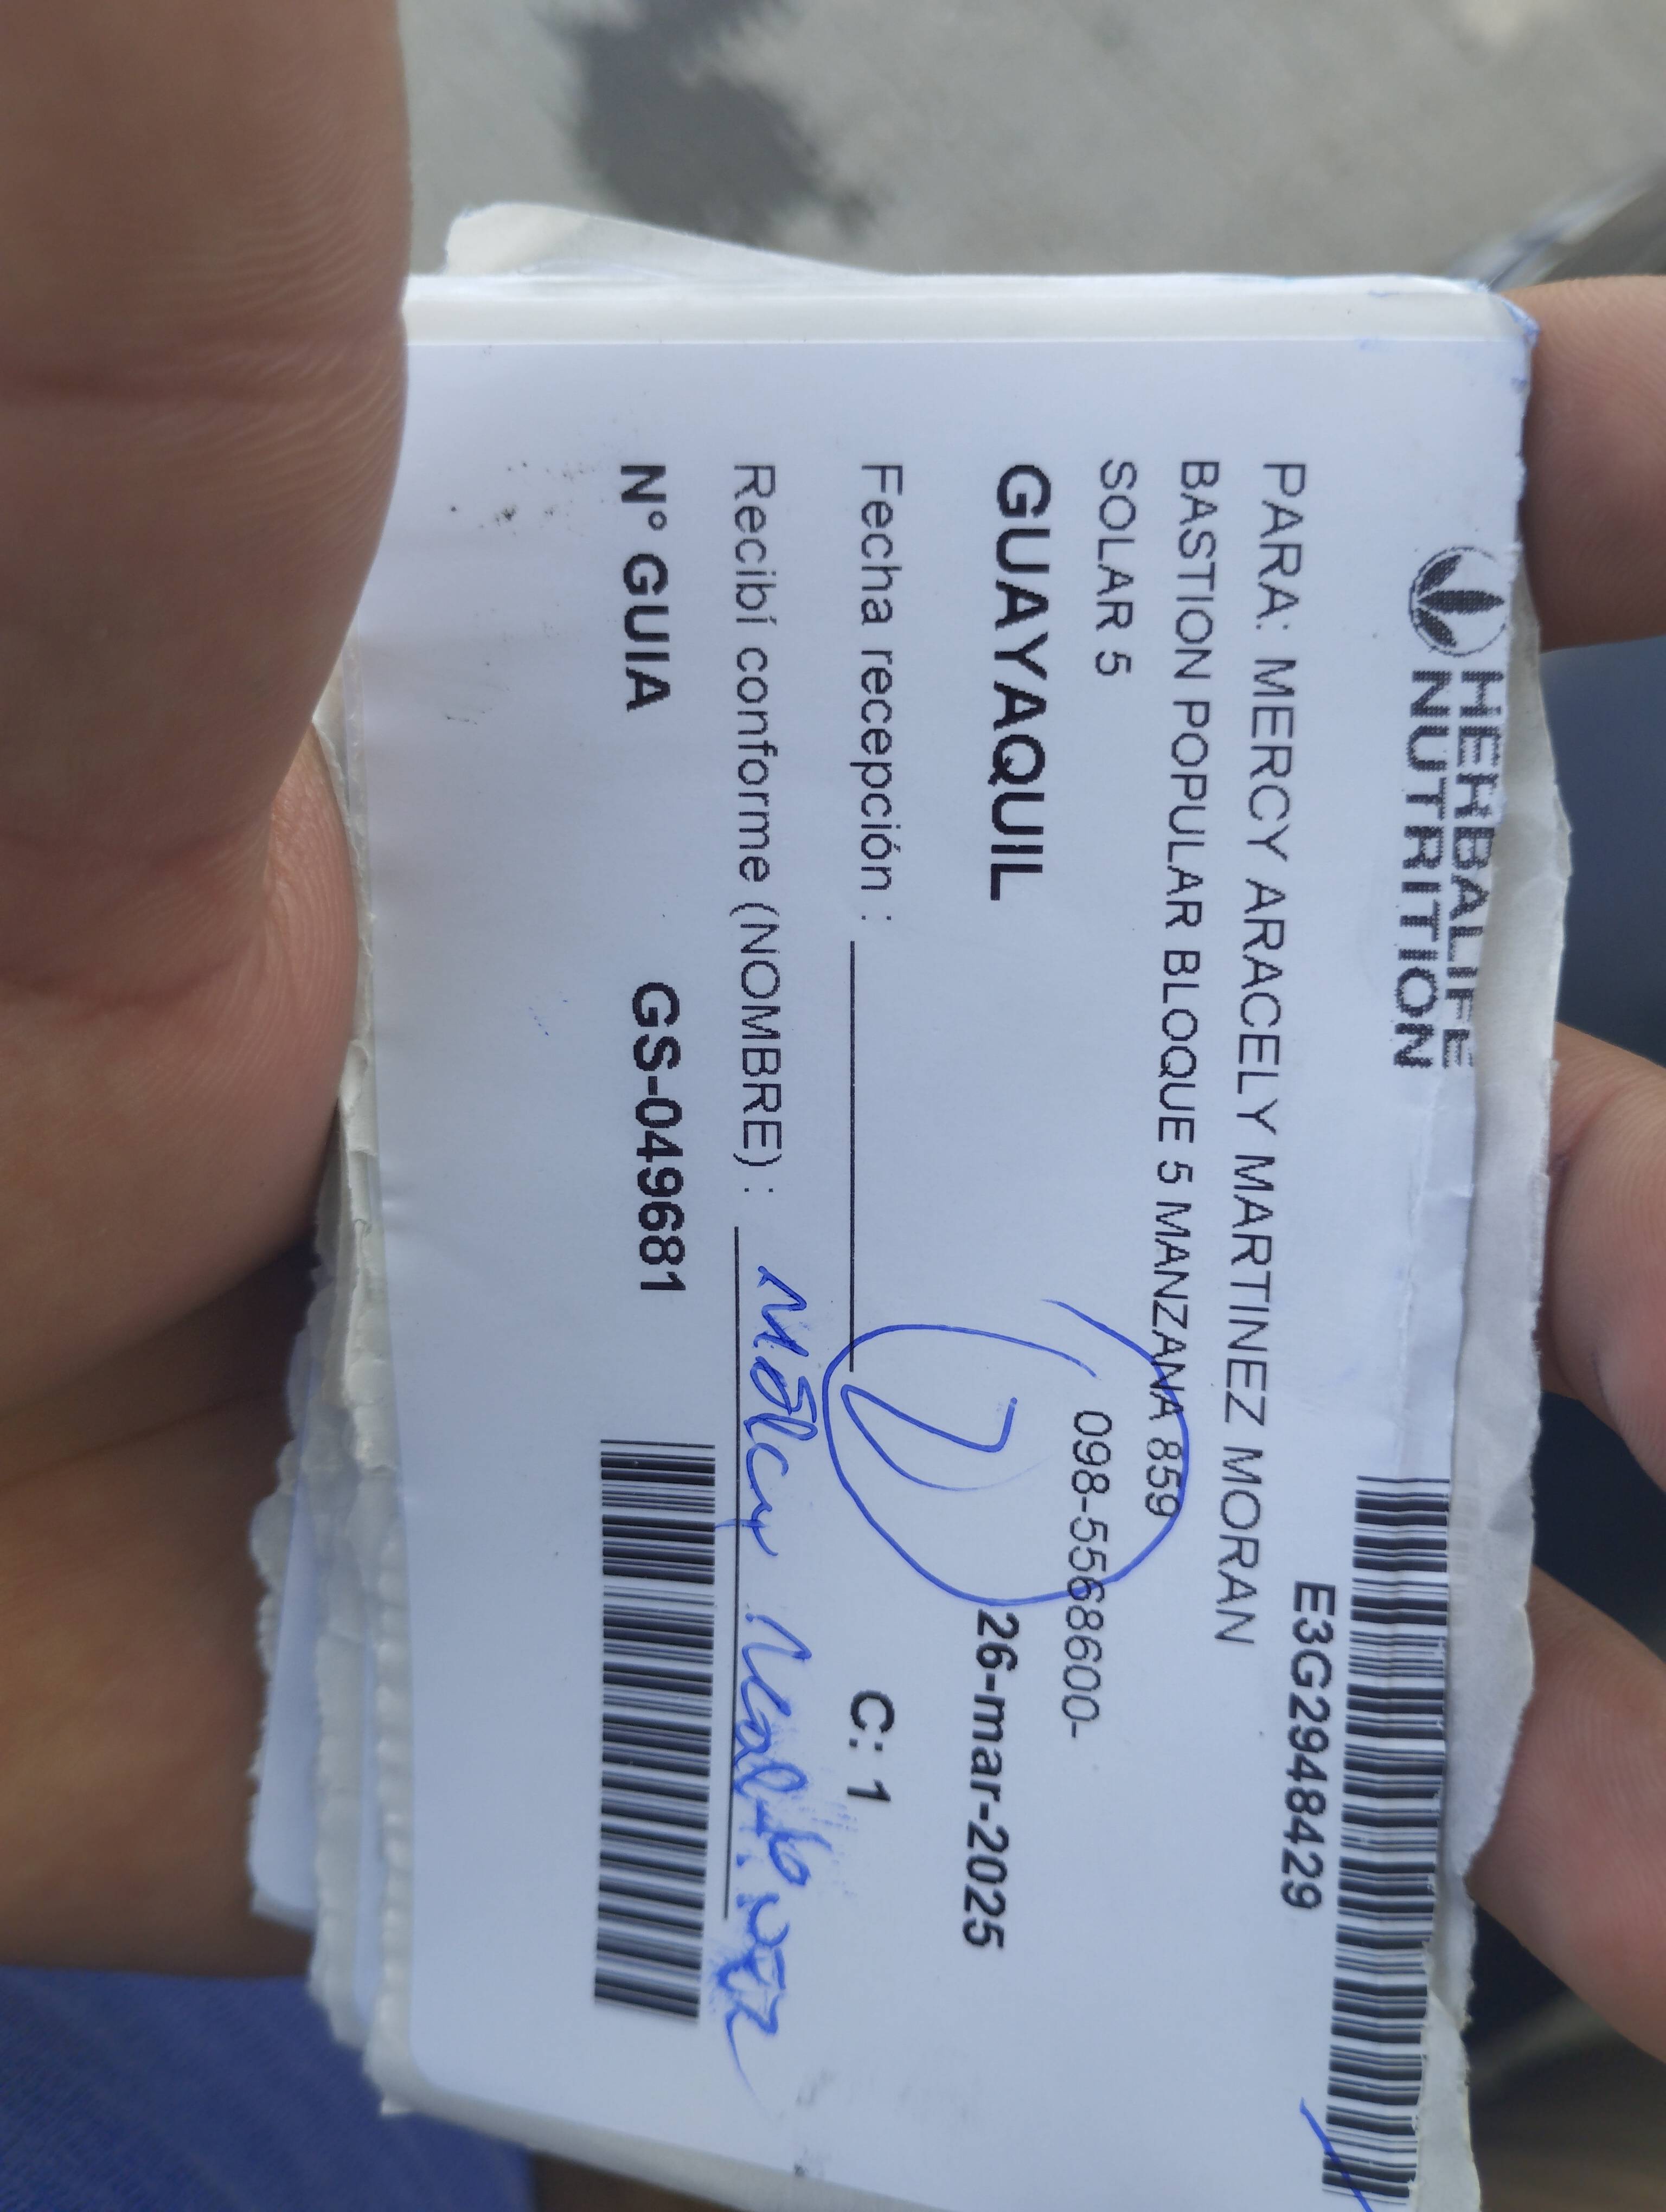 HERBALIFE
NUTRITION
E3G2948429
PARA: MERCY ARACELY MARTINEZ MORAN
BASTION POPULAR BLOQUE 5 MANZANA 859
SOLAR 5
098-5568600-
GUAYAQUIL 26-mar-2025
Fecha recepción : C: 1
Recibí conforme (NOMBRE) :
N° GUIA GS-049681